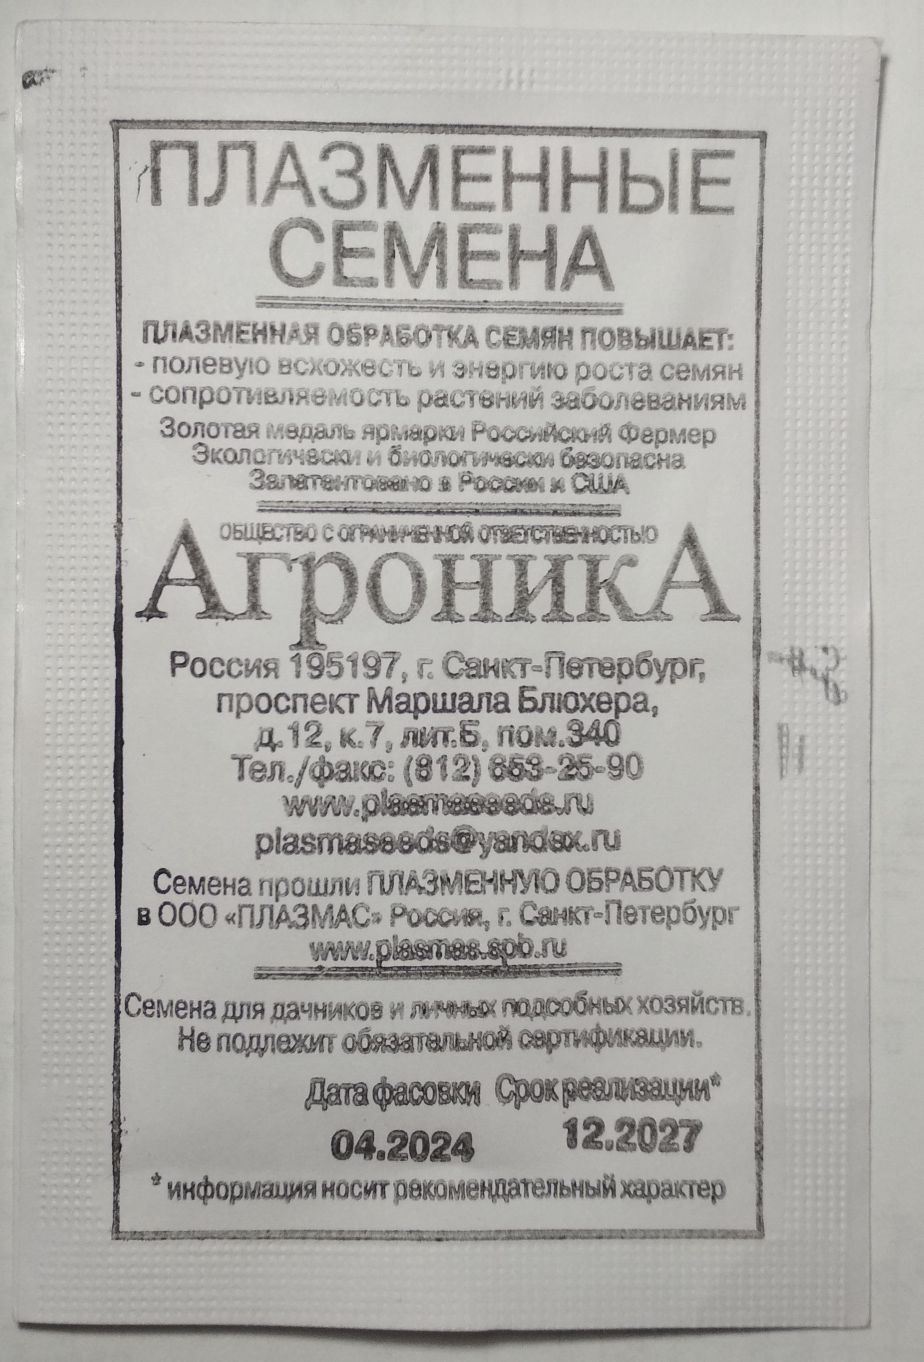 ПЛАЗМЕННЫЕ
СЕМЕНА
ПЛАЗМЕННАЯ ОБРАБОТКА СЕМЯН ПОВЫШАЕТ:
- полевую всхожесть и энергию роста семян
- сопротивляемость растений заболеваниям
Золотая медаль ярмарки Российский Фермер
Экологически и биологически безопасна
Запатентовано в России и США
ОБЩЕСТВО С ОГРАНИЧЕННОЙ ОТВЕТСТВЕННОСТЬЮ
АгроникА
Россия 195197, г. Санкт-Петербург,
проспект Маршала Блюхера,
д.12, к.7, лит.Б, пом.340
Тел./факс: (812) 653-25-90
www.plasmaseeds.ru
plasmaseeds@yandex.ru
Семена прошли ПЛАЗМЕННУЮ ОБРАБОТКУ
в ООО «ПЛАЗМАС» Россия, г. Санкт-Петербург
www.plasmas.spb.ru
Семена для дачников и личных подсобных хозяйств.
Не подлежит обязательной сертификации.
Дата фасовки Срок реализации*
04.2024 12.2027
* информация носит рекомендательный характер